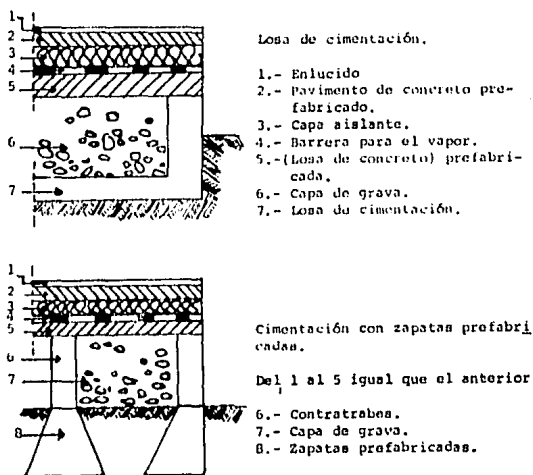 1
2
3
4
5
6
7
Losa de cimentación.
1.- Enlucido
2.- Pavimento de concreto pre-
fabricado.
3.- Capa aislante.
4.- Barrera para el vapor.
5.-(Losa de concreto) prefabri-
cada.
6.- Capa de grava.
7.- Losa de cimentación.
1
2
3
4
5
6
7
8
Cimentación con zapatas prefabri
cadas.
Del 1 al 5 igual que el anterior
6.- Contratrabes.
7.- Capa de grava.
8.- Zapatas prefabricadas.